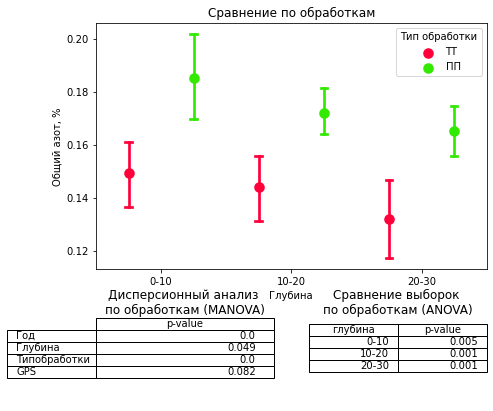 Сравнение по обработкам
Общий азот, %
0.20
0.18
0.16
0.14
0.12
Тип обработки
ТТ
ПП
0-10
10-20
20-30
Глубина
Дисперсионный анализ
по обработкам (MANOVA)
p-value
Год 0.0
Глубина 0.049
Типобработки 0.0
GPS 0.082
Сравнение выборок
по обработкам (ANOVA)
глубина p-value
0-10 0.005
10-20 0.001
20-30 0.001